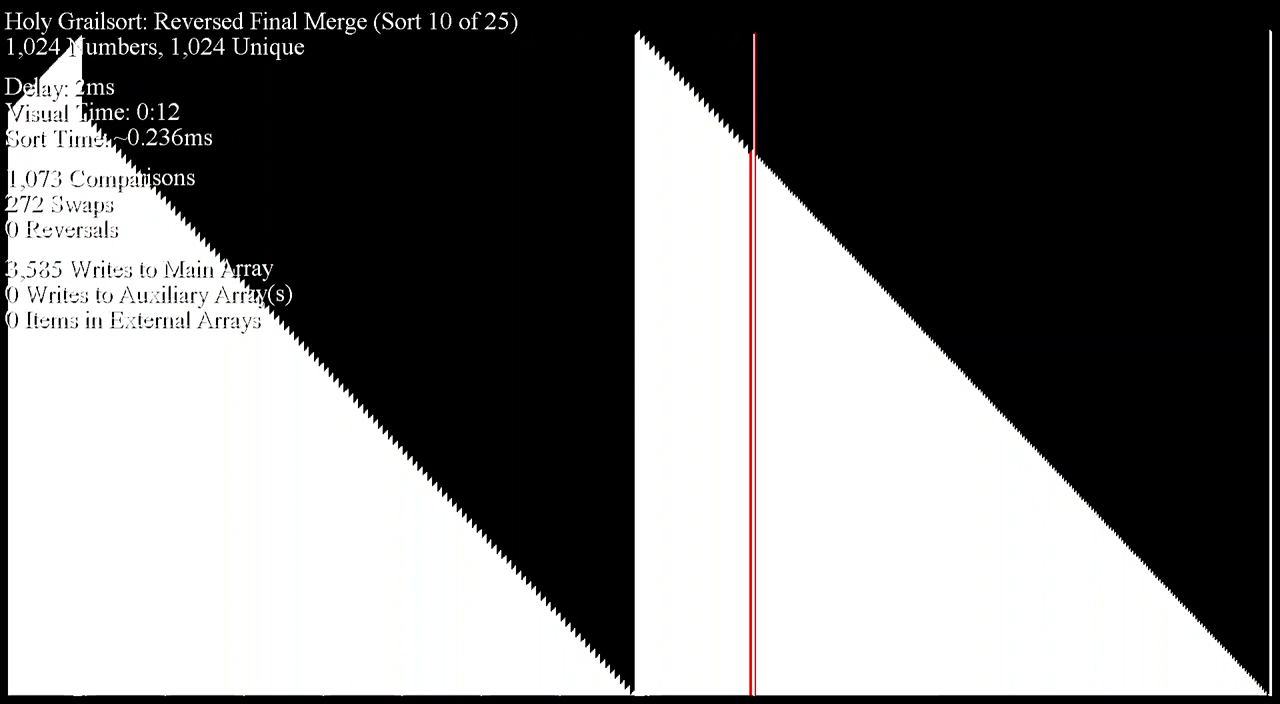 Holy Grailsort: Reversed Final Merge (Sort 10 of 25)
1,024 Numbers, 1,024 Unique
Delay: 2ms
Visual Time: 0:12
Sort Time: ~0.236ms
1,073 Comparisons
272 Swaps
0 Reversals
3,585 Writes to Main Array
0 Writes to Auxiliary Array(s)
0 Items in External Arrays